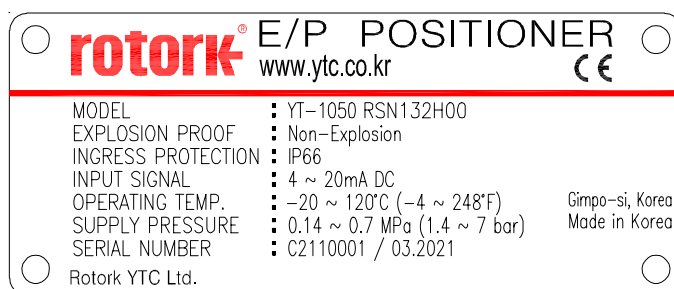 rotork® E/P POSITIONER
www.ytc.co.kr CE
MODEL : YT-1050 RSN132H00
EXPLOSION PROOF : Non-Explosion
INGRESS PROTECTION : IP66
INPUT SIGNAL : 4 ~ 20mA DC
OPERATING TEMP. : -20 ~ 120°C (-4 ~ 248°F)
SUPPLY PRESSURE : 0.14 ~ 0.7 MPa (1.4 ~ 7 bar)
SERIAL NUMBER : C2110001 / 03.2021
Gimpo-si, Korea
Made in Korea
Rotork YTC Ltd.